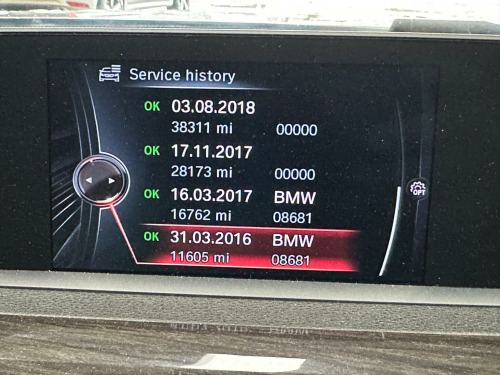 Service history
OK 03.08.2018
38311 mi 00000
OK 17.11.2017
28173 mi 00000
OK 16.03.2017 BMW
16762 mi 08681
OK 31.03.2016 BMW
11605 mi 08681
OPT